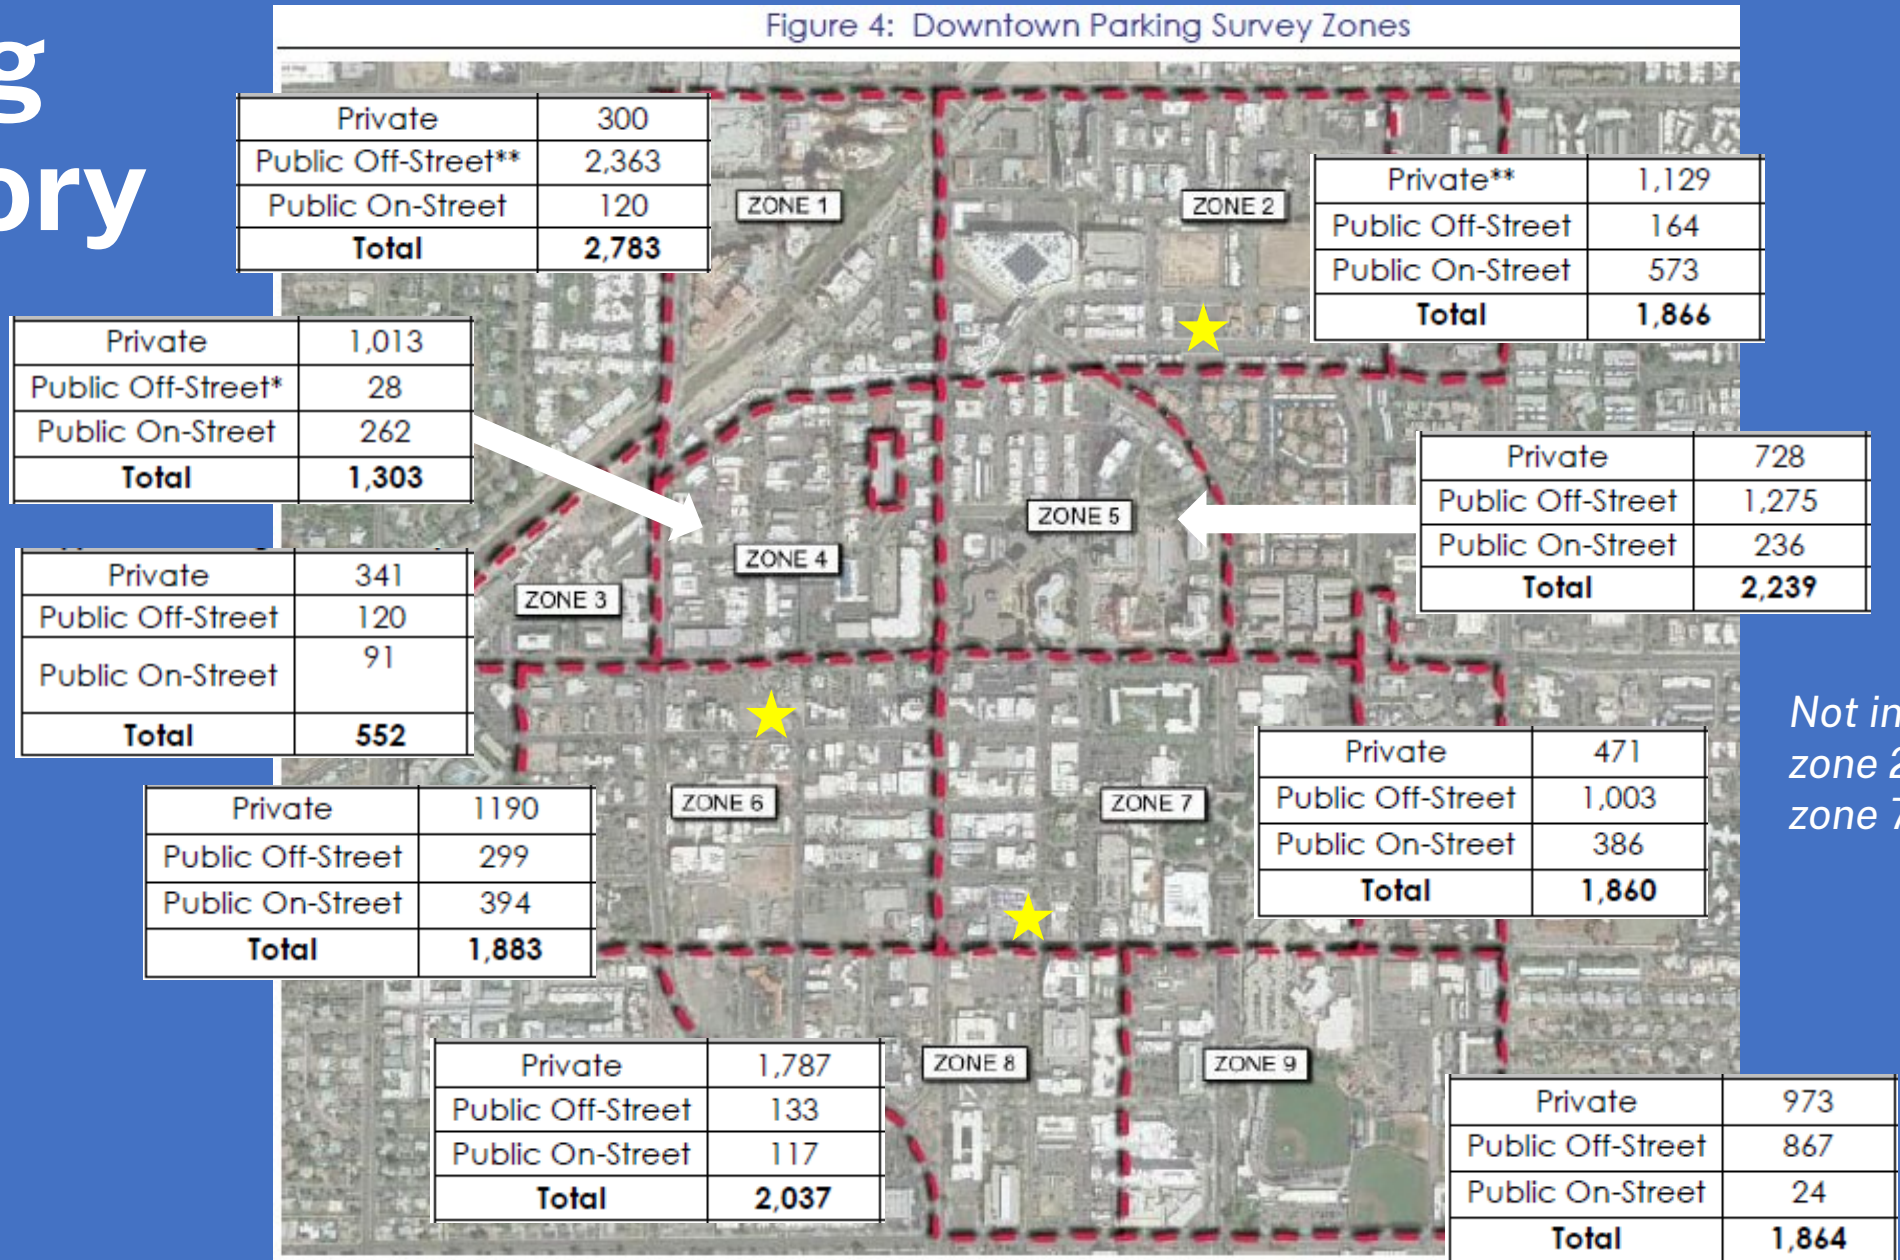 Figure 4: Downtown Parking Survey Zones
Private 300
Public Off-Street** 2,363
Public On-Street 120
Total 2,783
ZONE 1
ZONE 2
Private** 1,129
Public Off-Street 164
Public On-Street 573
Total 1,866
Private 1,013
Public Off-Street* 28
Public On-Street 262
Total 1,303
Private 728
Public Off-Street 1,275
Public On-Street 236
Total 2,239
ZONE 5
ZONE 4
ZONE 3
Private 341
Public Off-Street 120
Public On-Street 91
Total 552
Not in
zone 2
zone 7
Private 471
Public Off-Street 1,003
Public On-Street 386
Total 1,860
ZONE 6
ZONE 7
Private 1190
Public Off-Street 299
Public On-Street 394
Total 1,883
ZONE 8
ZONE 9
Private 1,787
Public Off-Street 133
Public On-Street 117
Total 2,037
Private 973
Public Off-Street 867
Public On-Street 24
Total 1,864